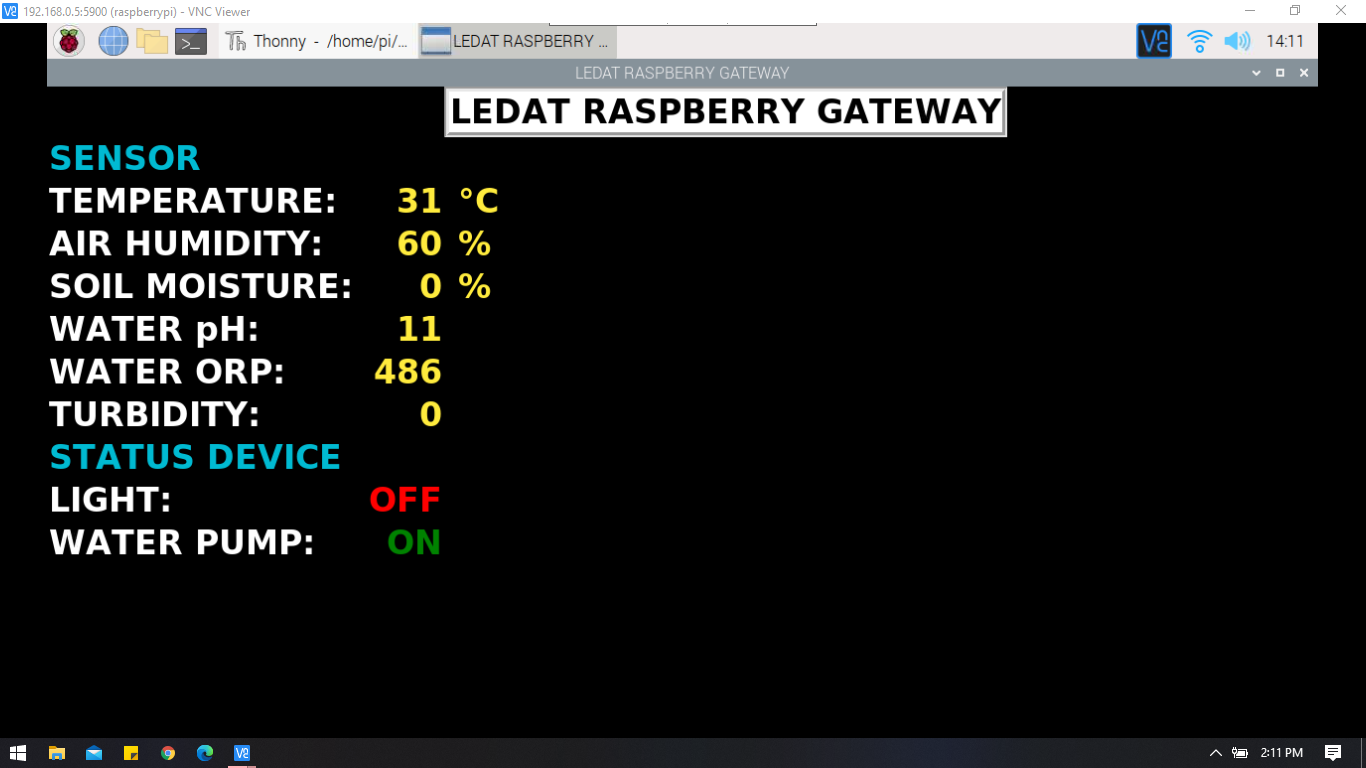 192.168.0.5:5900 (raspberrypi) - VNC Viewer
Thonny - /home/pi/...
LEDAT RASPBERRY ...
14:11
LEDAT RASPBERRY GATEWAY
LEDAT RASPBERRY GATEWAY
SENSOR
TEMPERATURE: 31 °C
AIR HUMIDITY: 60 %
SOIL MOISTURE: 0 %
WATER pH: 11
WATER ORP: 486
TURBIDITY: 0
STATUS DEVICE
LIGHT: OFF
WATER PUMP: ON
2:11 PM